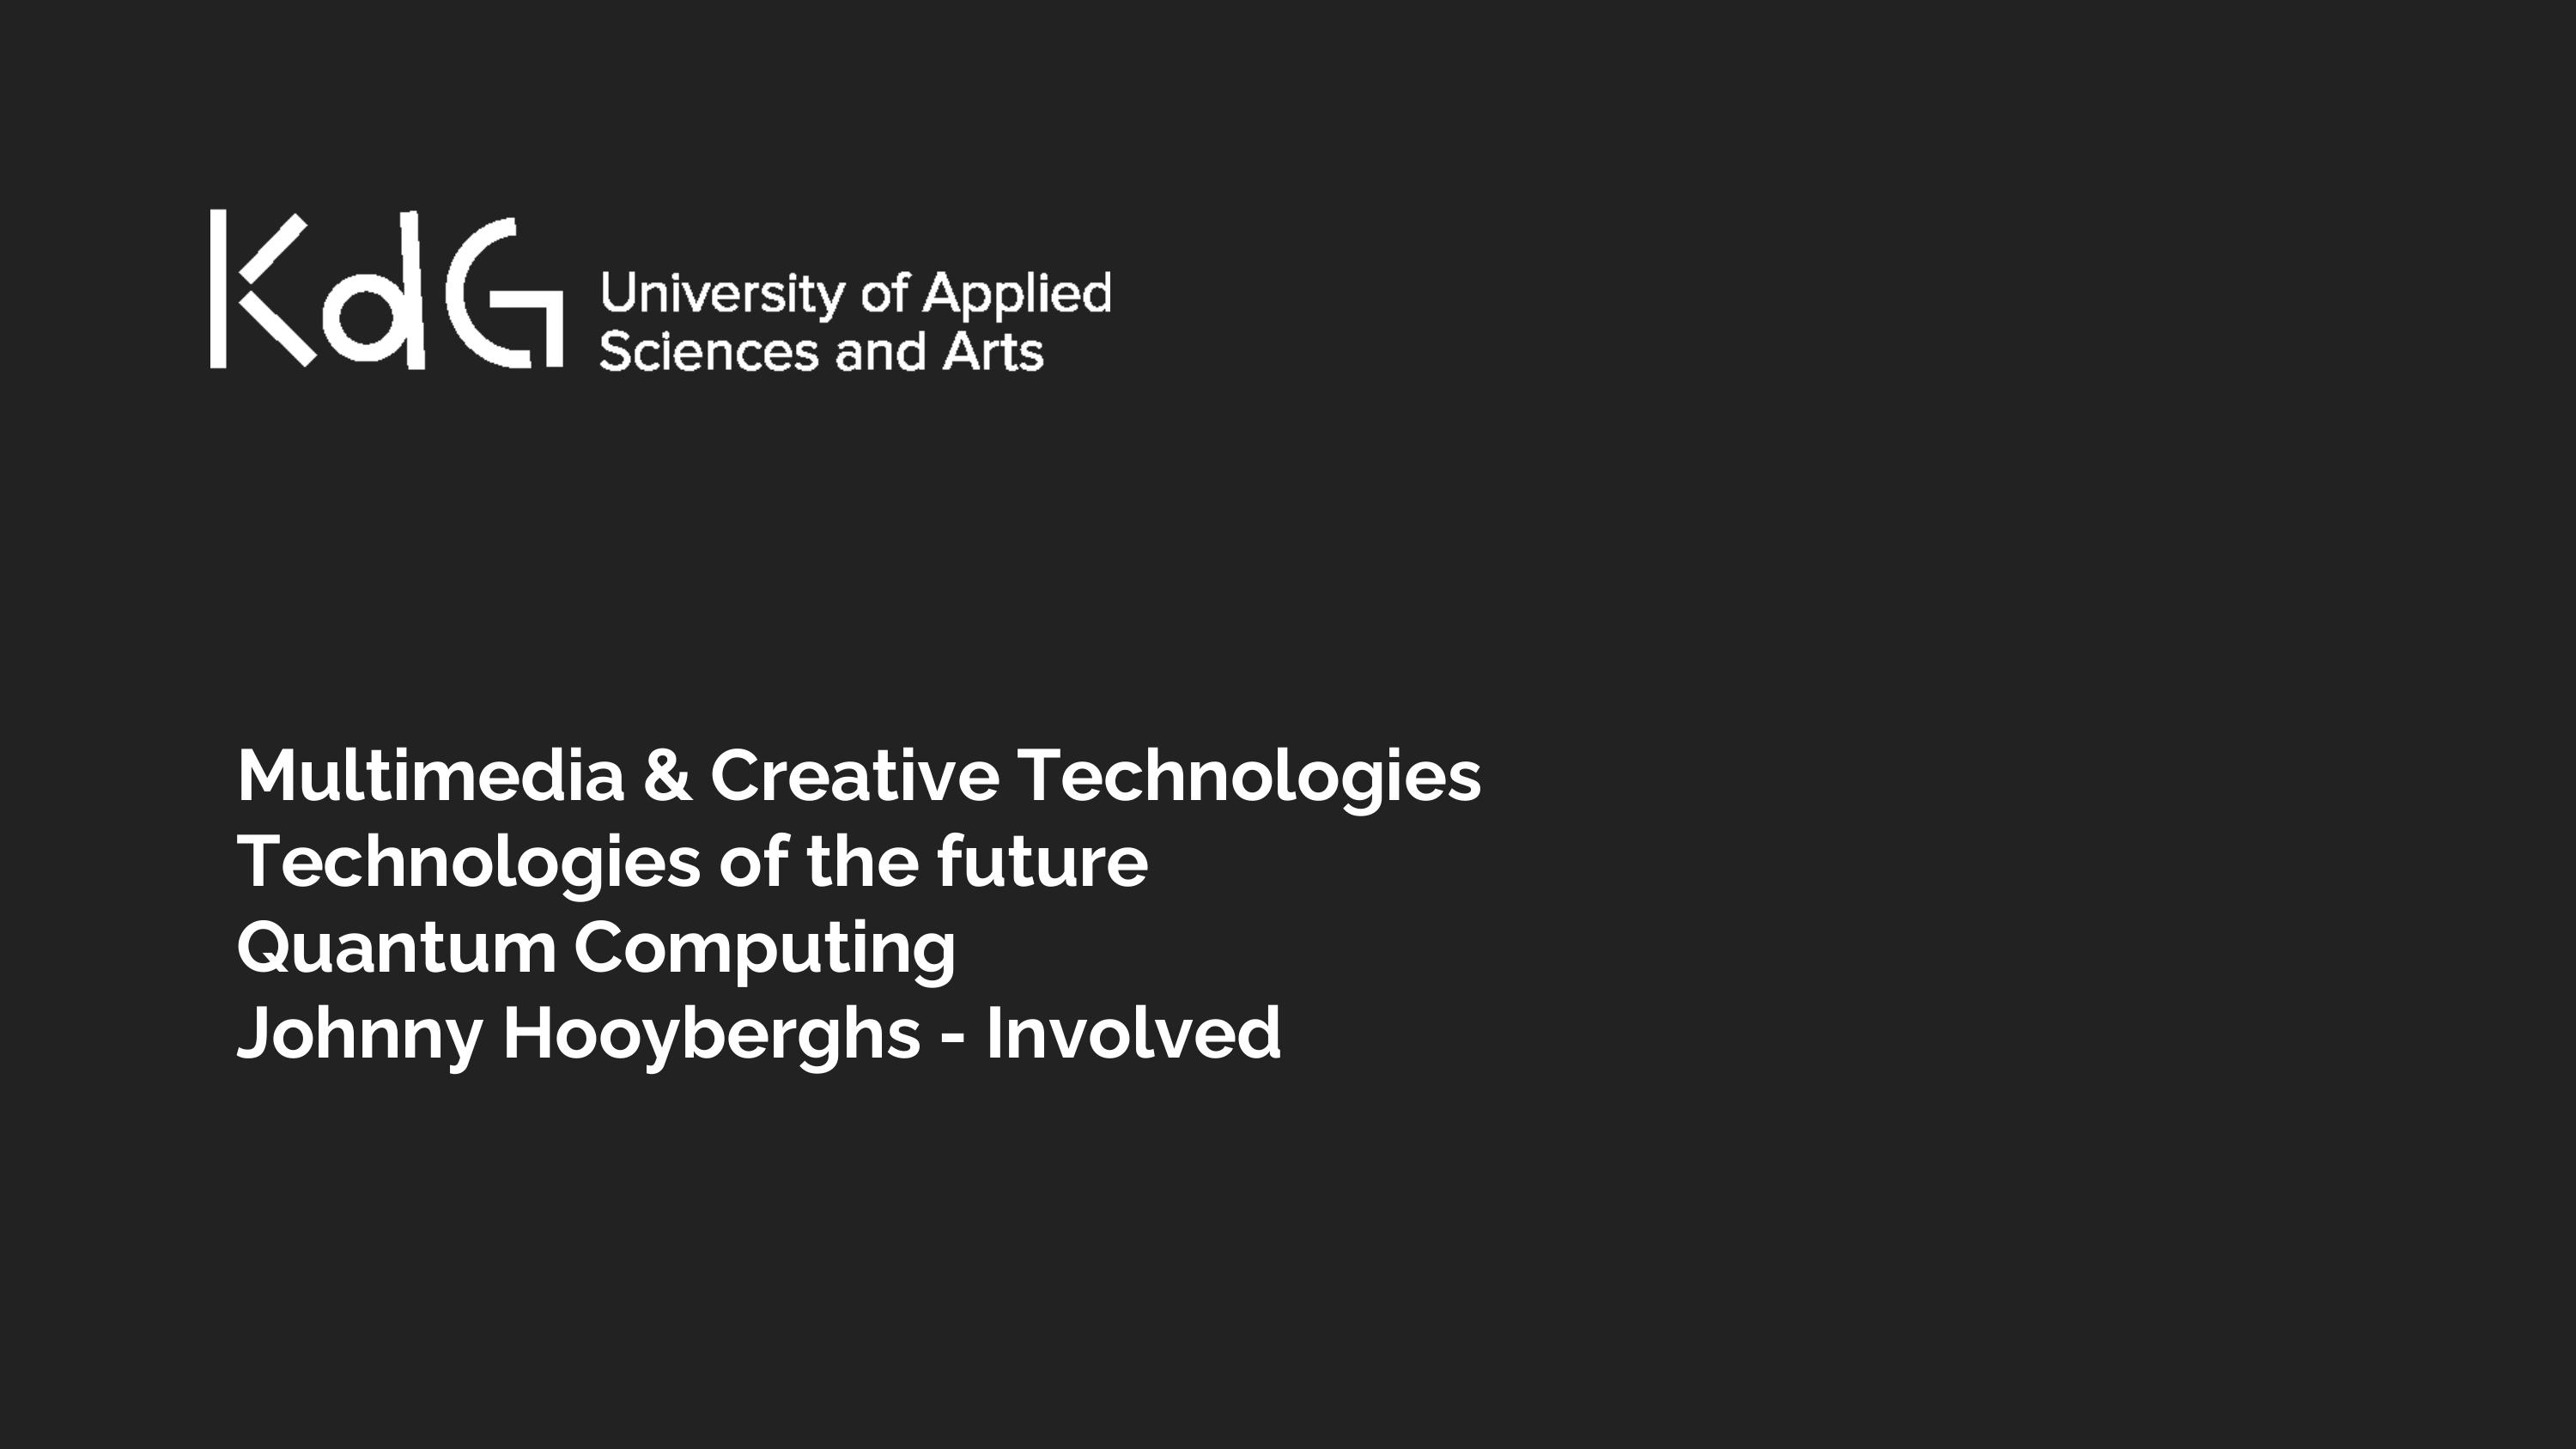 KdG University of Applied
Sciences and Arts
Multimedia & Creative Technologies
Technologies of the future
Quantum Computing
Johnny Hooyberghs - Involved